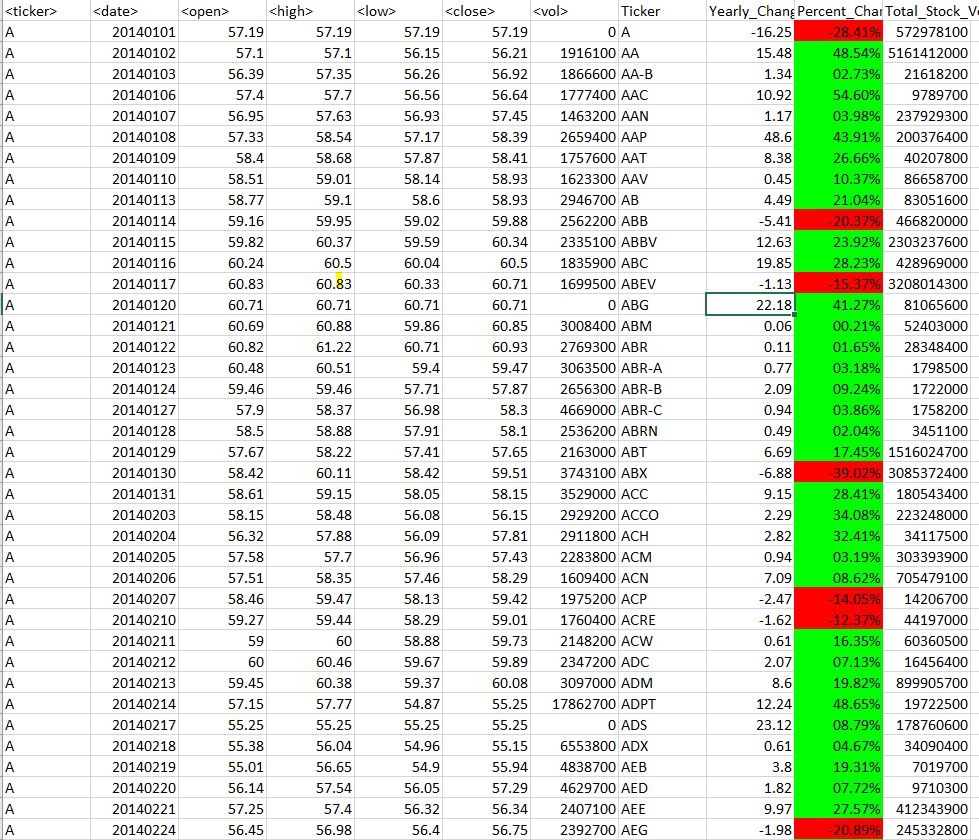 <ticker> <date> <open> <high> <low> <close> <vol> Ticker Yearly_Chang Percent_Char Total_Stock_Vo
A 20140101 57.19 57.19 57.19 57.19 0 A -16.25 -28.41% 572978100
A 20140102 57.1 57.1 56.15 56.21 1916100 AA 15.48 48.54% 5161412000
A 20140103 56.39 57.35 56.26 56.92 1866600 AA-B 1.34 02.73% 21618200
A 20140106 57.4 57.7 56.56 56.64 1777400 AAC 10.92 54.60% 9789700
A 20140107 56.95 57.63 56.93 57.45 1463200 AAN 1.17 03.98% 237929300
A 20140108 57.33 58.54 57.17 58.39 2659400 AAP 48.6 43.91% 200376400
A 20140109 58.4 58.68 57.87 58.41 1757600 AAT 8.38 26.66% 40207800
A 20140110 58.51 59.01 58.14 58.93 1623300 AAV 0.45 10.37% 86658700
A 20140113 58.77 59.1 58.6 58.93 2946700 AB 4.49 21.04% 83051600
A 20140114 59.16 59.95 59.02 59.88 2562200 ABB -5.41 -20.37% 466820000
A 20140115 59.82 60.37 59.59 60.34 2335100 ABBV 12.63 23.92% 2303237600
A 20140116 60.24 60.5 60.04 60.5 1835900 ABC 19.85 28.23% 428969000
A 20140117 60.83 60.83 60.33 60.71 1699500 ABEV -1.13 -15.37% 3208014300
A 20140120 60.71 60.71 60.71 60.71 0 ABG 22.18 41.27% 81065600
A 20140121 60.69 60.88 59.86 60.85 3008400 ABM 0.06 00.21% 52403000
A 20140122 60.82 61.22 60.71 60.93 2769300 ABR 0.11 01.65% 28348400
A 20140123 60.48 60.51 59.4 59.47 3063500 ABR-A 0.77 03.18% 1798500
A 20140124 59.46 59.46 57.71 57.87 2656300 ABR-B 2.09 09.24% 1722000
A 20140127 57.9 58.37 56.98 58.3 4669000 ABR-C 0.94 03.86% 1758200
A 20140128 58.5 58.88 57.91 58.1 2536200 ABRN 0.49 02.04% 3451100
A 20140129 57.67 58.22 57.41 57.65 2163000 ABT 6.69 17.45% 1516024700
A 20140130 58.42 60.11 58.42 59.51 3743100 ABX -6.88 -39.02% 3085372400
A 20140131 58.61 59.15 58.05 58.15 3529000 ACC 9.15 28.41% 180543400
A 20140203 58.15 58.48 56.08 56.15 2929200 ACCO 2.29 34.08% 223248000
A 20140204 56.32 57.88 56.09 57.81 2911800 ACH 2.82 32.41% 34117500
A 20140205 57.58 57.7 56.96 57.43 2283800 ACM 0.94 03.19% 303393900
A 20140206 57.51 58.35 57.46 58.29 1609400 ACN 7.09 08.62% 705479100
A 20140207 58.46 59.47 58.13 59.42 1975200 ACP -2.47 -14.05% 14206700
A 20140210 59.27 59.44 58.29 59.01 1760400 ACRE -1.62 -12.37% 44197000
A 20140211 59 60 58.88 59.73 2148200 ACW 0.61 16.35% 60360500
A 20140212 60 60.46 59.67 59.89 2347200 ADC 2.07 07.13% 16456400
A 20140213 59.45 60.38 59.37 60.08 3097000 ADM 8.6 19.82% 899905700
A 20140214 57.15 57.77 54.87 55.25 17862700 ADPT 12.24 48.65% 19722500
A 20140217 55.25 55.25 55.25 55.25 0 ADS 23.12 08.79% 178760600
A 20140218 55.38 56.04 54.96 55.15 6553800 ADX 0.61 04.67% 34090400
A 20140219 55.01 56.65 54.9 55.94 4838700 AEB 3.8 19.31% 7019700
A 20140220 56.14 57.54 56.05 57.29 4629700 AED 1.82 07.72% 9710300
A 20140221 57.25 57.4 56.32 56.34 2407100 AEE 9.97 27.57% 412343900
A 20140224 56.45 56.98 56.4 56.75 2392700 AEG -1.98 -20.89% 245332800